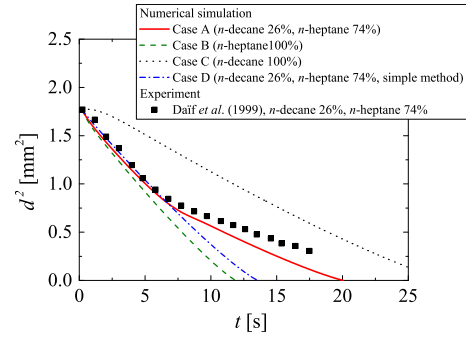 Numerical simulation
Case A (n-decane 26%, n-heptane 74%)
Case B (n-heptane100%)
Case C (n-decane 100%)
Case D (n-decane 26%, n-heptane 74%, simple method)
Experiment
Daïf et al. (1999), n-decane 26%, n-heptane 74%
2.5
2.0
1.5
1.0
0.5
0.0
d 2 [mm2]
0 5 10 15 20 25
t [s]